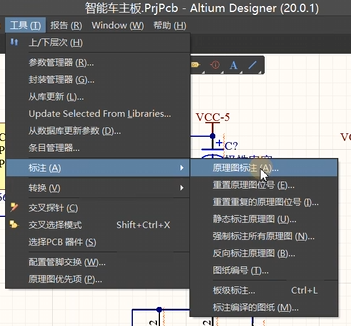 智能车主板.PrjPcb - Altium Designer (20.0.1)
工具 (T) 报告 (R) Window (W) 帮助 (H)
上/下层次 (H)
参数管理器 (R)...
封装管理器 (G)...
从库更新 (L)...
Update Selected From Libraries...
从数据库更新参数 (D)...
条目管理器...
标注 (A)
转换 (V)
交叉探针 (C)
交叉选择模式 Shift+Ctrl+X
选择PCB 器件 (S)
配置管脚交换 (W)...
原理图优先项 (P)...
原理图标注 (A)...
重置原理图位号 (E)...
重置重复的原理图位号 (I)...
静态标注原理图 (U)...
强制标注所有原理图 (N)...
反向标注原理图 (B)...
图纸编号 (T)...
板级标注... Ctrl+L
标注编译的图纸 (M)...
A
VCC-5
C?
VC
2
2
2